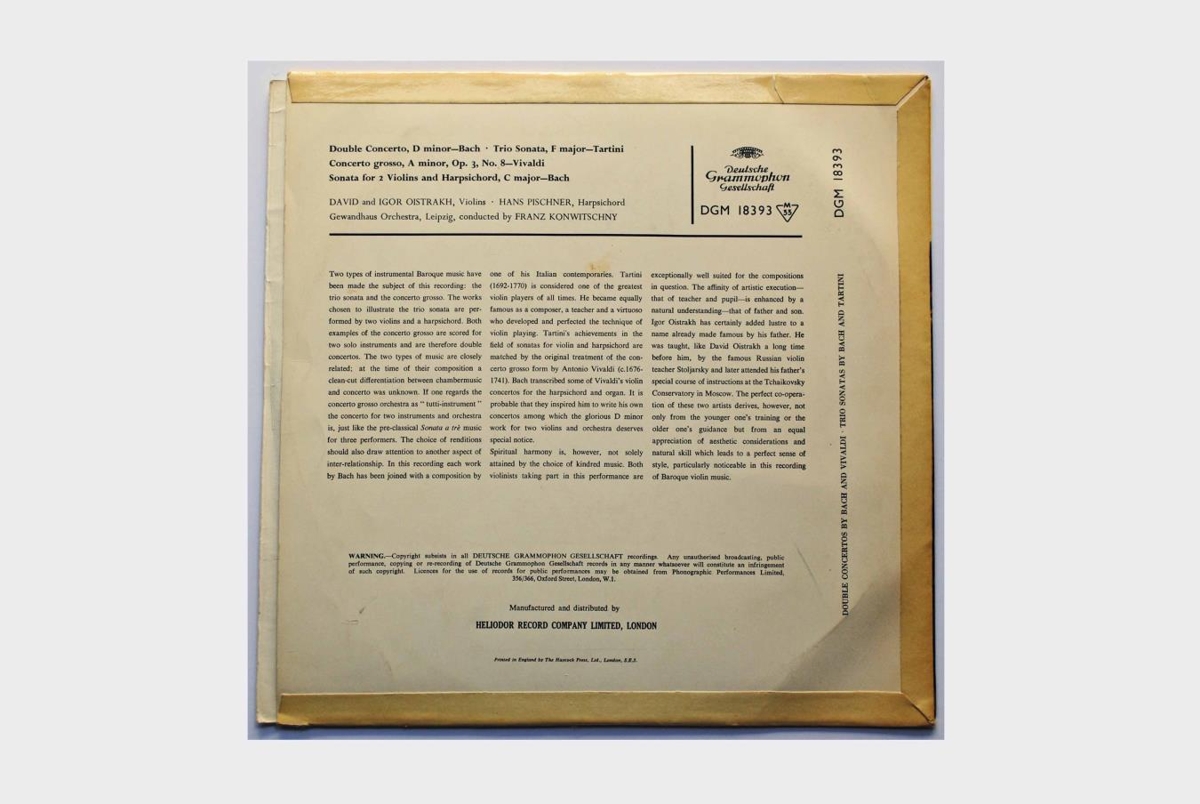 Double Concerto, D minor—Bach · Trio Sonata, F major—Tartini
Concerto grosso, A minor, Op. 3, No. 8—Vivaldi
Sonata for 2 Violins and Harpsichord, C major—Bach
DAVID and IGOR OISTRAKH, Violins · HANS PISCHNER, Harpsichord
Gewandhaus Orchestra, Leipzig, conducted by FRANZ KONWITSCHNY
Deutsche
Grammophon
Gesellschaft
DGM 18393 M 33
DGM 18393
Two types of instrumental Baroque music have
been made the subject of this recording: the
trio sonata and the concerto grosso. The works
chosen to illustrate the trio sonata are per-
formed by two violins and a harpsichord. Both
examples of the concerto grosso are scored for
two solo instruments and are therefore double
concertos. The two types of music are closely
related; at the time of their composition a
clean-cut differentiation between chambermusic
and concerto was unknown. If one regards the
concerto grosso orchestra as " tutti-instrument "
the concerto for two instruments and orchestra
is, just like the pre-classical Sonata a trè music
for three performers. The choice of renditions
should also draw attention to another aspect of
inter-relationship. In this recording each work
by Bach has been joined with a composition by
one of his Italian contemporaries. Tartini
(1692-1770) is considered one of the greatest
violin players of all times. He became equally
famous as a composer, a teacher and a virtuoso
who developed and perfected the technique of
violin playing. Tartini's achievements in the
field of sonatas for violin and harpsichord are
matched by the original treatment of the con-
certo grosso form by Antonio Vivaldi (c.1676-
1741). Bach transcribed some of Vivaldi's violin
concertos for the harpsichord and organ. It is
probable that they inspired him to write his own
concertos among which the glorious D minor
work for two violins and orchestra deserves
special notice.
Spiritual harmony is, however, not solely
attained by the choice of kindred music. Both
violinists taking part in this performance are
exceptionally well suited for the compositions
in question. The affinity of artistic execution—
that of teacher and pupil—is enhanced by a
natural understanding—that of father and son.
Igor Oistrakh has certainly added lustre to a
name already made famous by his father. He
was taught, like David Oistrakh a long time
before him, by the famous Russian violin
teacher Stoljarsky and later attended his father's
special course of instructions at the Tchaikovsky
Conservatory in Moscow. The perfect co-opera-
tion of these two artists derives, however, not
only from the younger one's training or the
older one's guidance but from an equal
appreciation of aesthetic considerations and
natural skill which leads to a perfect sense of
style, particularly noticeable in this recording
of Baroque violin music.
DOUBLE CONCERTOS BY BACH AND VIVALDI · TRIO SONATAS BY BACH AND TARTINI
WARNING.—Copyright subsists in all DEUTSCHE GRAMMOPHON GESELLSCHAFT recordings. Any unauthorised broadcasting, public
performance, copying or re-recording of Deutsche Grammophon Gesellschaft records in any manner whatsoever will constitute an infringement
of such copyright. Licences for the use of records for public performances may be obtained from Phonographic Performances Limited,
356/366, Oxford Street, London, W.1.
Manufactured and distributed by
HELIODOR RECORD COMPANY LIMITED, LONDON
Printed in England by The Press, Ltd., London, S.E.5.